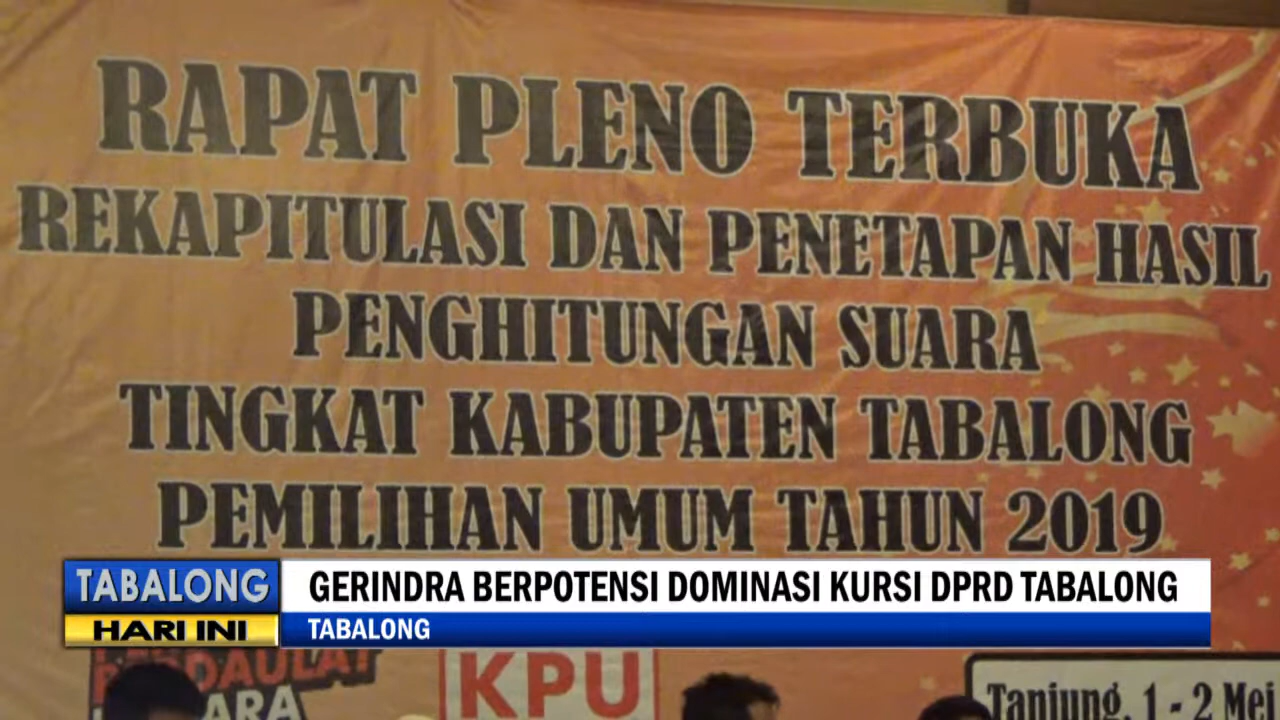 RAPAT PLENO TERBUKA
REKAPITULASI DAN PENETAPAN HASIL
PENGHITUNGAN SUARA
TINGKAT KABUPATEN TABALONG
PEMILIHAN UMUM TAHUN 2019
TABALONG
HARI INI
GERINDRA BERPOTENSI DOMINASI KURSI DPRD TABALONG
TABALONG
KPU
Tanjung, 1 - 2 Mei